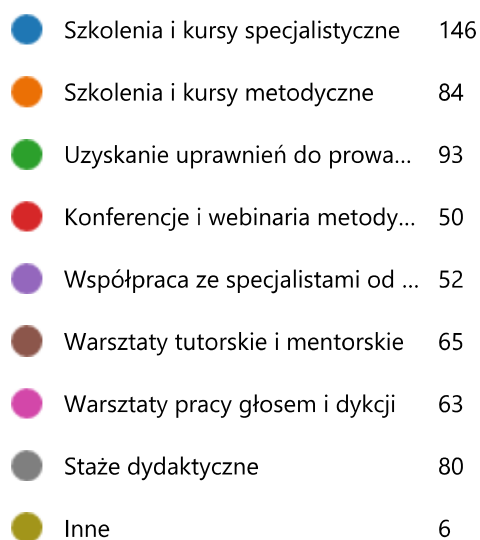 Szkolenia i kursy specjalistyczne 146
Szkolenia i kursy metodyczne 84
Uzyskanie uprawnień do prowa... 93
Konferencje i webinaria metody... 50
Współpraca ze specjalistami od ... 52
Warsztaty tutorskie i mentorskie 65
Warsztaty pracy głosem i dykcji 63
Staże dydaktyczne 80
Inne 6